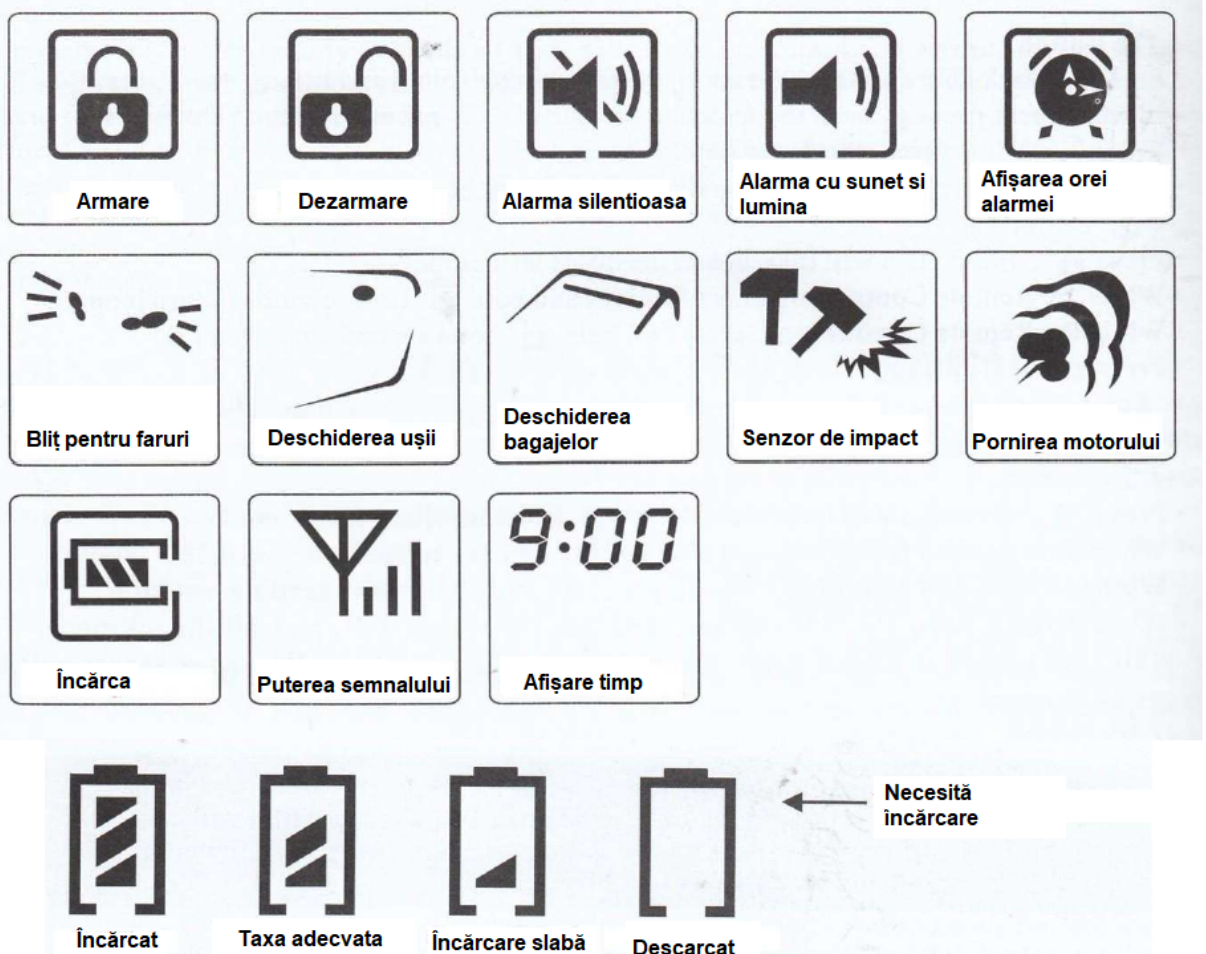 Armare
Dezarmare
Alarma silentioasa
Alarma cu sunet si
lumina
Afișarea orei
alarmei
Bliț pentru faruri
Deschiderea ușii
Deschiderea
bagajelor
Senzor de impact
Pornirea motorului
9:00
Încărca
Puterea semnalului
Afișare timp
Necesită
încărcare
Încărcat
Taxa adecvata
Încărcare slabă
Descarcat